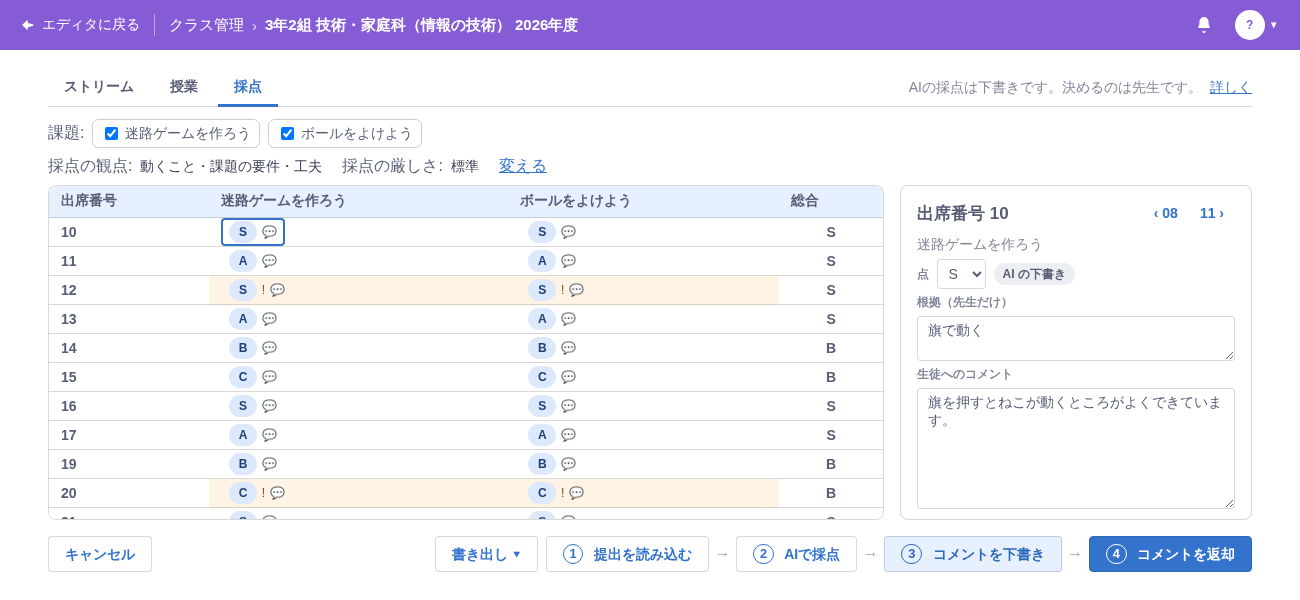 エディタに戻る クラス管理 › 3年2組 技術・家庭科（情報の技術） 2026年度 ?
ストリーム 授業 採点 AIの採点は下書きです。決めるのは先生です。 詳しく
課題: 迷路ゲームを作ろう ボールをよけよう
採点の観点: 動くこと・課題の要件・工夫 採点の厳しさ: 標準 変える
出席番号 迷路ゲームを作ろう ボールをよけよう 総合
10 S S S
11 A A S
12 S ! S ! S
13 A A S
14 B B B
15 C C B
16 S S S
17 A A S
19 B B B
20 C ! C ! B
出席番号 10 ‹ 08 11 ›
迷路ゲームを作ろう
点 S AI の下書き
根拠（先生だけ）
旗で動く
生徒へのコメント
旗を押すとねこが動くところがよくできていま
す。
キャンセル 書き出し ▼ 1 提出を読み込む → 2 AIで採点 → 3 コメントを下書き → 4 コメントを返却